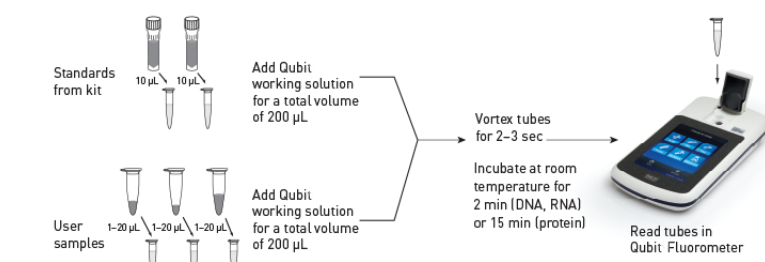 Standards
from kit
10 µL
10 µL
Add Qubit
working solution
for a total volume
of 200 µL
User
samples
1–20 µL
1–20 µL
1–20 µL
Add Qubit
working solution
for a total volume
of 200 µL
Vortex tubes
for 2–3 sec
Incubate at room
temperature for
2 min (DNA, RNA)
or 15 min (protein)
Read tubes in
Qubit Fluorometer